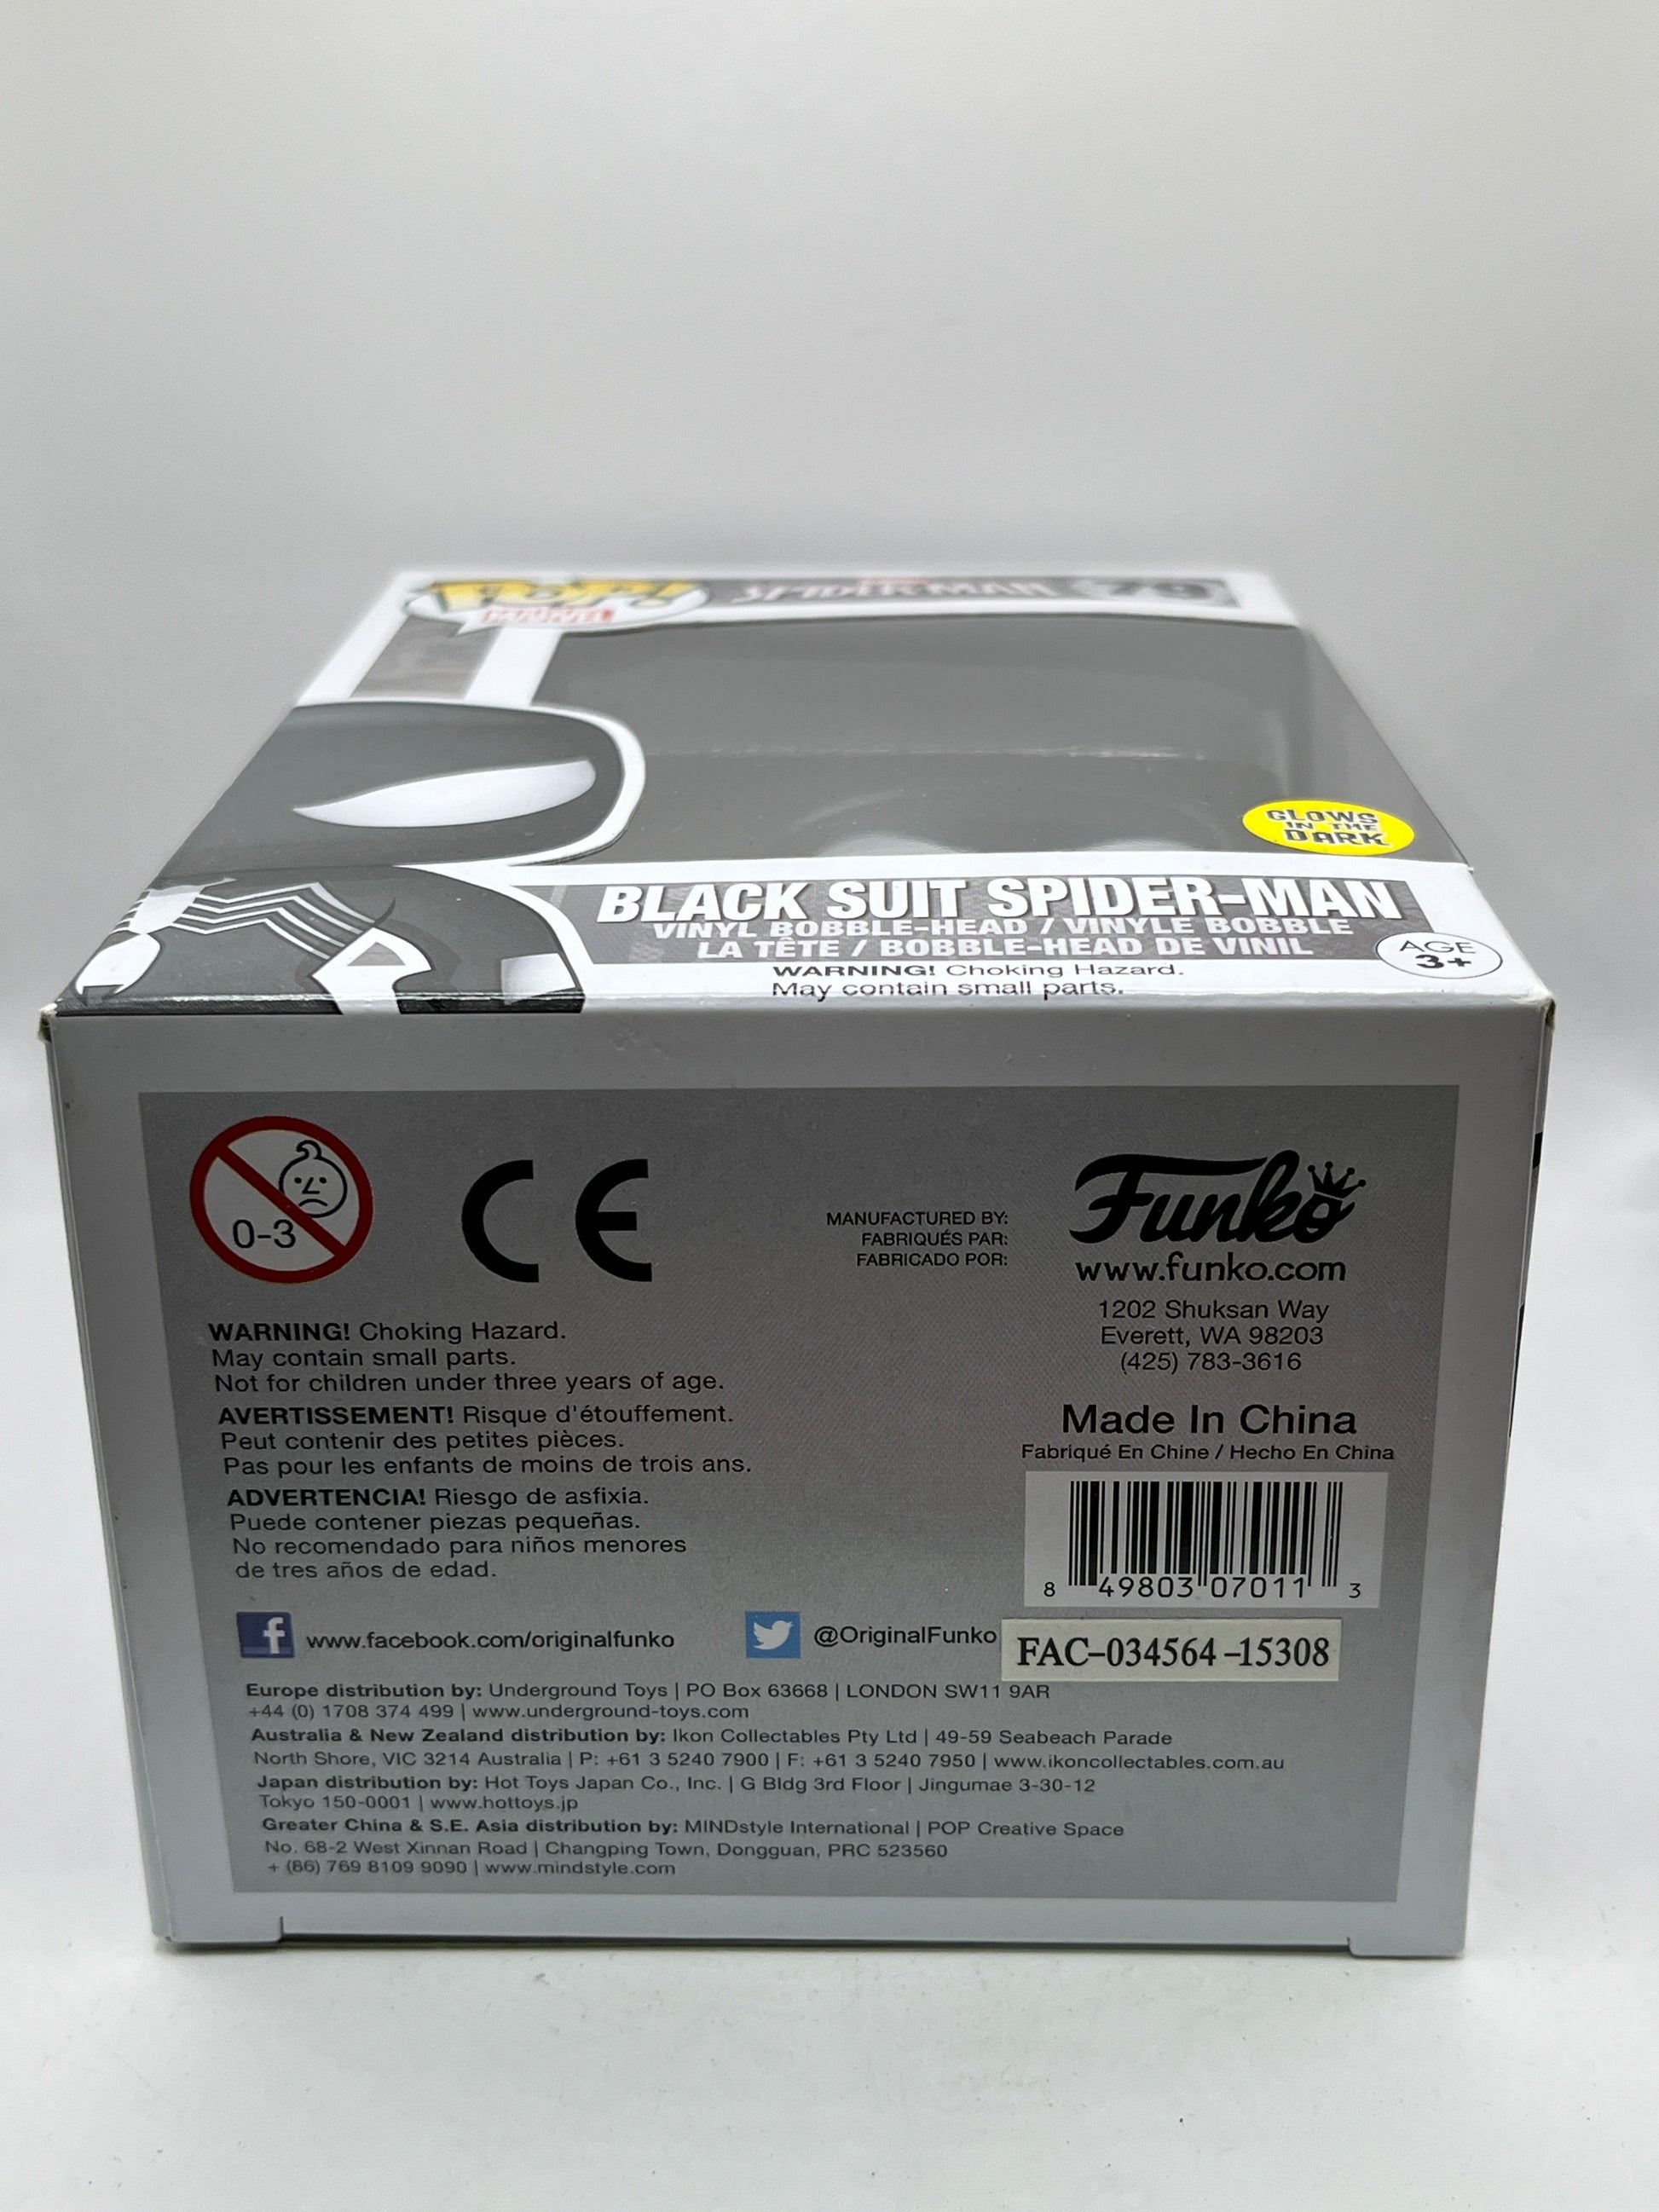 POP!
MARVEL
SPIDER-MAN
79
GLOWS
IN THE
DARK
BLACK SUIT SPIDER-MAN
VINYL BOBBLE-HEAD / VINYLE BOBBLE
LA TÊTE / BOBBLE-HEAD DE VINIL
AGE
3+
WARNING! Choking Hazard.
May contain small parts.
0-3
CE
MANUFACTURED BY:
FABRIQUÉS PAR:
FABRICADO POR:
Funko
www.funko.com
1202 Shuksan Way
Everett, WA 98203
(425) 783-3616
WARNING! Choking Hazard.
May contain small parts.
Not for children under three years of age.
AVERTISSEMENT! Risque d'étouffement.
Peut contenir des petites pièces.
Pas pour les enfants de moins de trois ans.
ADVERTENCIA! Riesgo de asfixia.
Puede contener piezas pequeñas.
No recomendado para niños menores
de tres años de edad.
Made In China
Fabriqué En Chine / Hecho En China
8 49803 07011 3
f www.facebook.com/originalfunko
@OriginalFunko
FAC-034564-15308
Europe distribution by: Underground Toys | PO Box 63668 | LONDON SW11 9AR
+44 (0) 1708 374 499 | www.underground-toys.com
Australia & New Zealand distribution by: Ikon Collectables Pty Ltd | 49-59 Seabeach Parade
North Shore, VIC 3214 Australia | P: +61 3 5240 7900 | F: +61 3 5240 7950 | www.ikoncollectables.com.au
Japan distribution by: Hot Toys Japan Co., Inc. | G Bldg 3rd Floor | Jingumae 3-30-12
Tokyo 150-0001 | www.hottoys.jp
Greater China & S.E. Asia distribution by: MINDstyle International | POP Creative Space
No. 68-2 West Xinnan Road | Changping Town, Dongguan, PRC 523560
+ (86) 769 8109 9090 | www.mindstyle.com